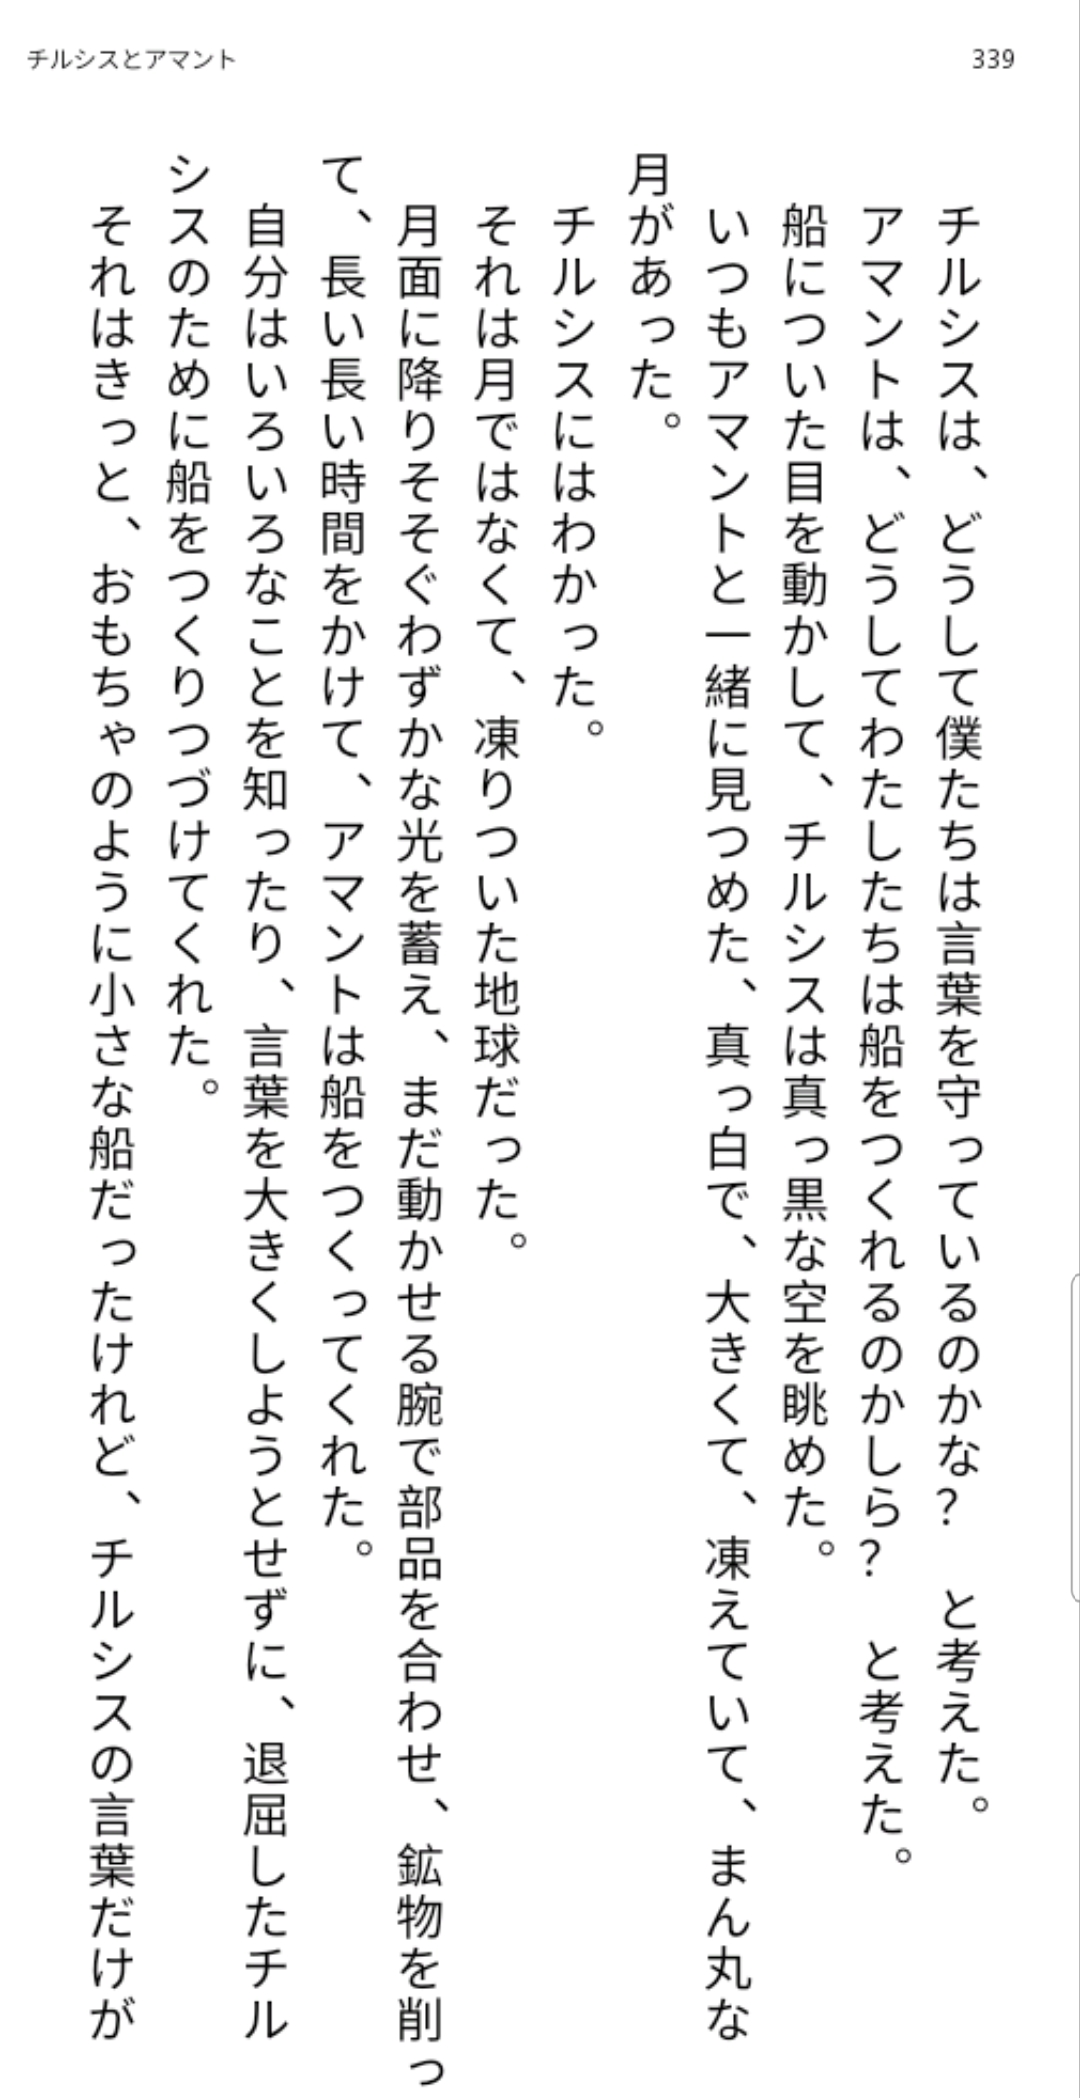 チルシスとアマント
339
　チルシスは、どうして僕たちは言葉を守っているのかな？　と考えた。
　アマントは、どうしてわたしたちは船をつくれるのかしら？　と考えた。
　船についた目を動かして、チルシスは真っ黒な空を眺めた。
　いつもアマントと一緒に見つめた、真っ白で、大きくて、凍えていて、まん丸な
月があった。
　チルシスにはわかった。
　それは月ではなくて、凍りついた地球だった。
　月面に降りそそぐわずかな光を蓄え、まだ動かせる腕で部品を合わせ、鉱物を削っ
て、長い長い時間をかけて、アマントは船をつくってくれた。
　自分はいろいろなことを知ったり、言葉を大きくしようとせずに、退屈したチル
シスのために船をつくりつづけてくれた。
　それはきっと、おもちゃのように小さな船だったけれど、チルシスの言葉だけが